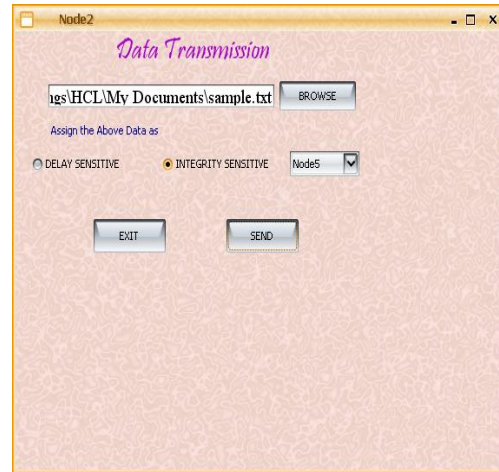 Node2
Data Transmission
ngs\HCL\My Documents\sample.txt BROWSE
Assign the Above Data as
DELAY SENSITIVE INTEGRITY SENSITIVE Node5
EXIT SEND